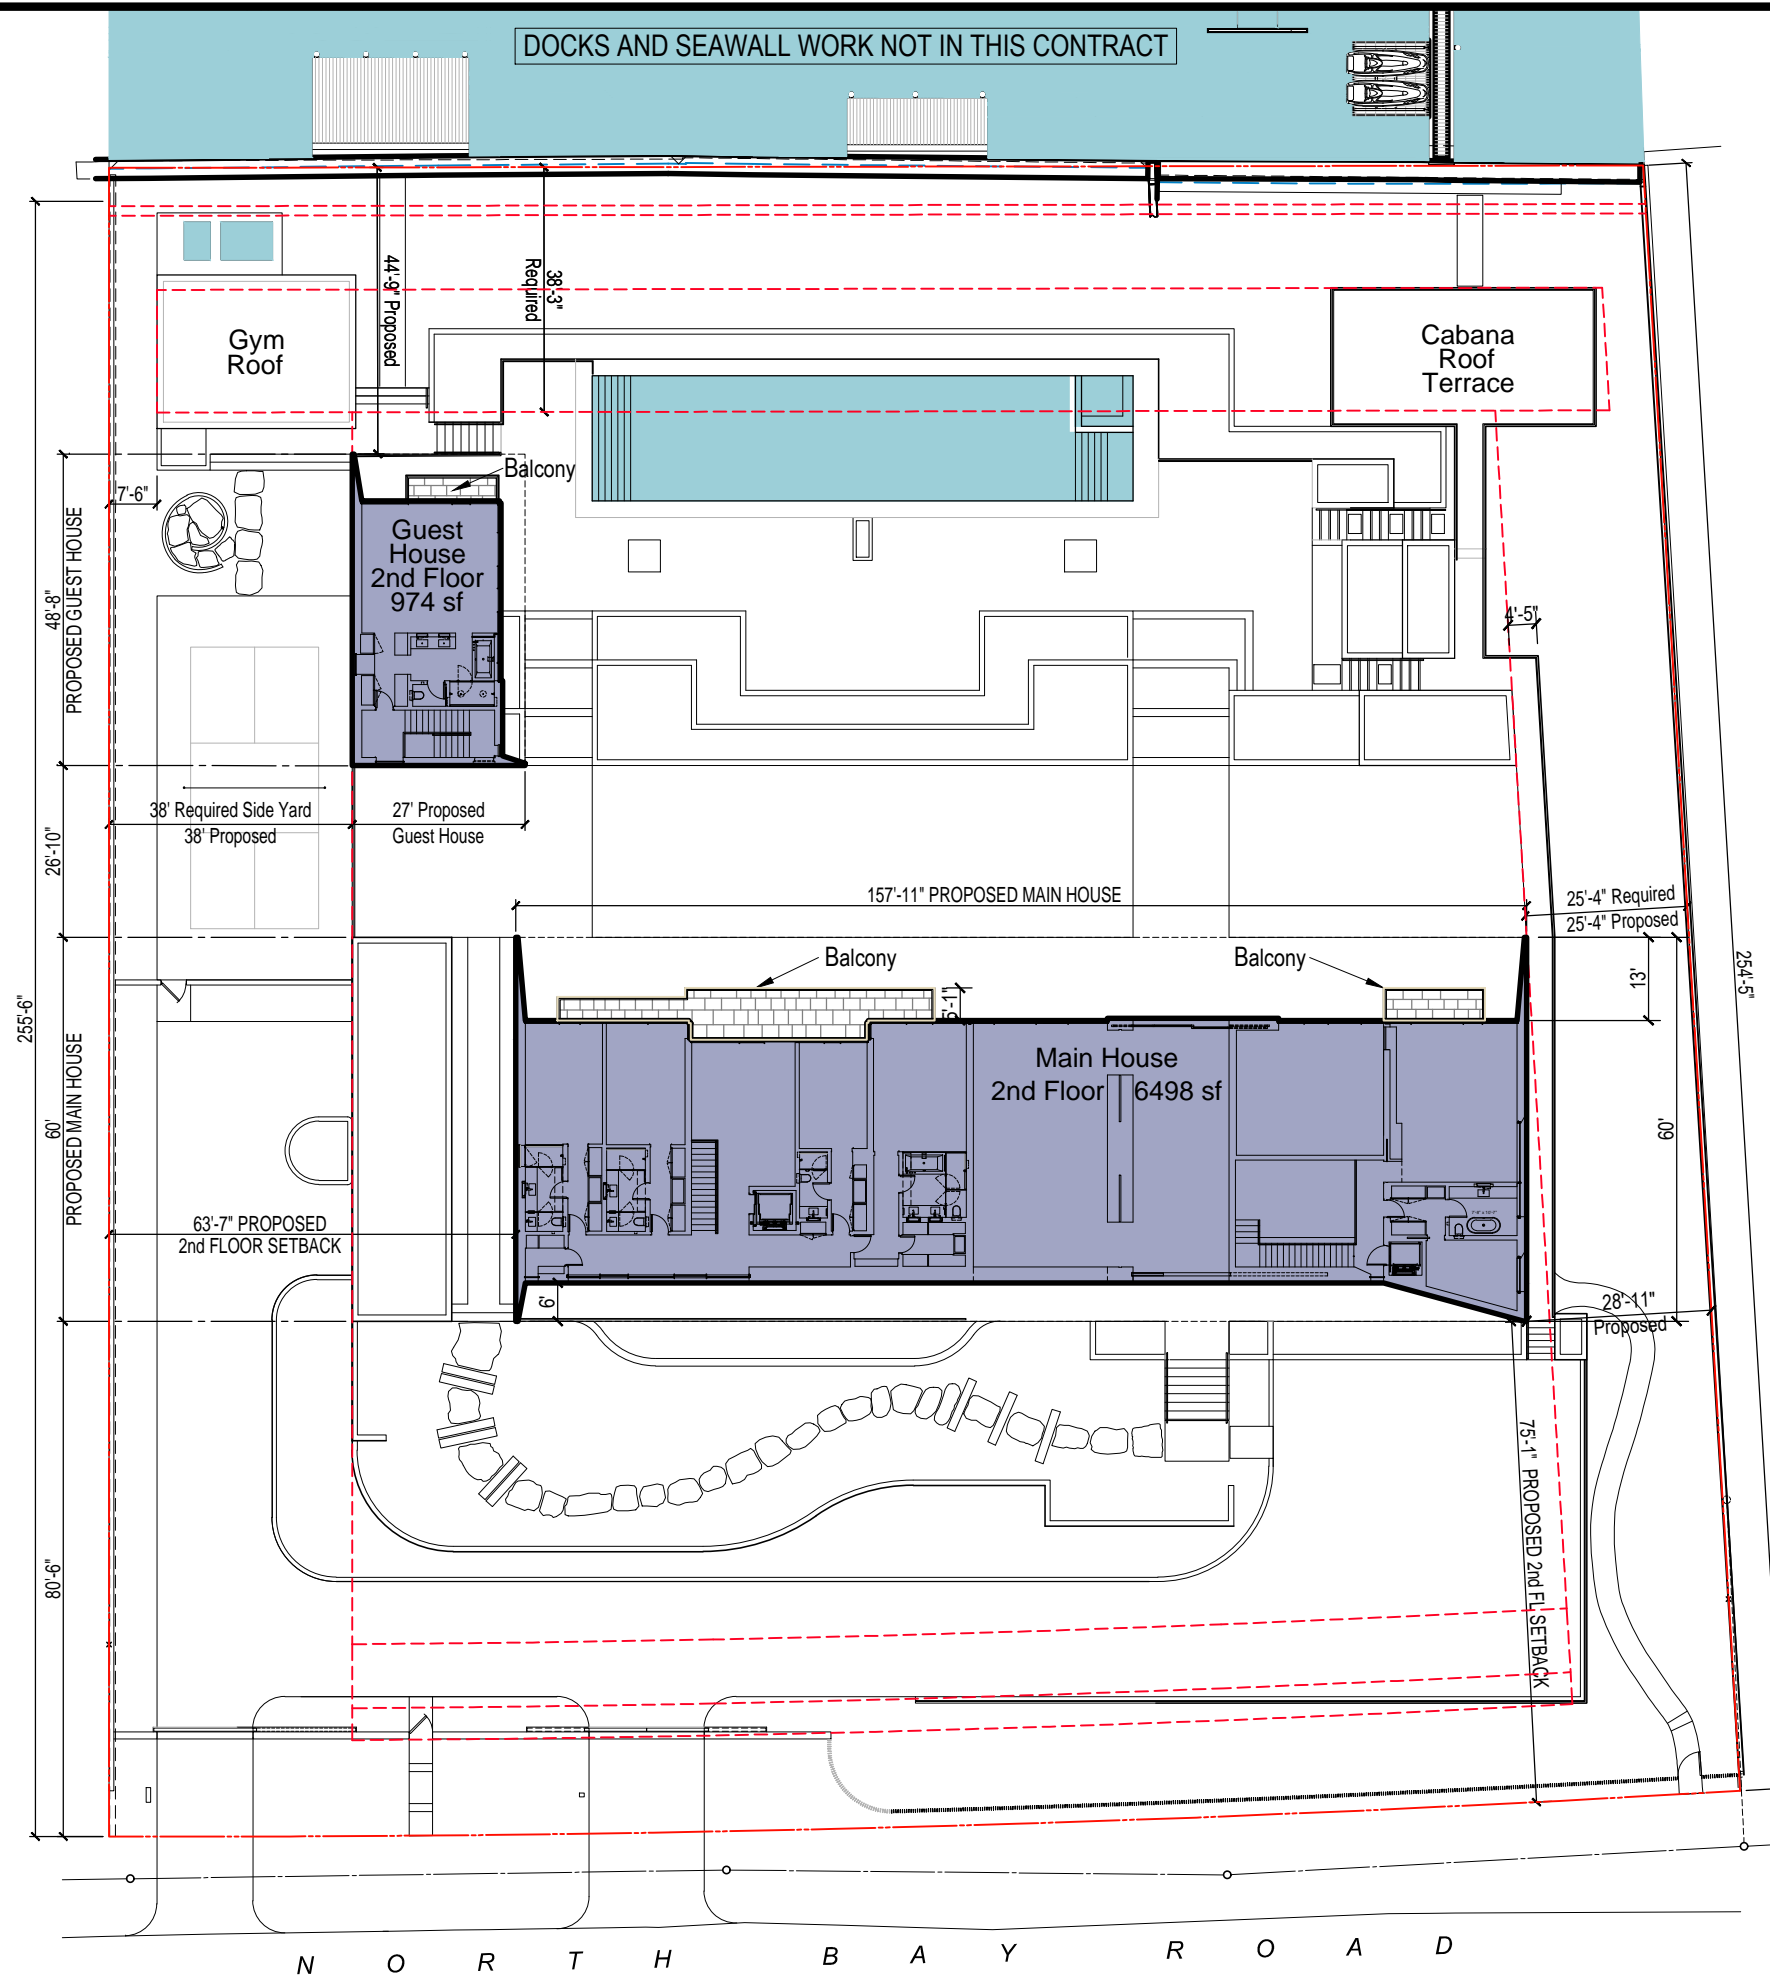 DOCKS AND SEAWALL WORK NOT IN THIS CONTRACT
44'-9" Proposed
38'-3"
Required
Gym
Roof
Cabana
Roof
Terrace
Balcony
7'-6"
Guest
House
2nd Floor
974 sf
48'-8"
PROPOSED GUEST HOUSE
4'-5"
38' Required Side Yard
38' Proposed
27' Proposed
Guest House
26'-10"
157'-11" PROPOSED MAIN HOUSE
25'-4" Required
25'-4" Proposed
Balcony
Balcony
13'
254'-5"
5'-1"
255'-6"
Main House
2nd Floor 6498 sf
60'
PROPOSED MAIN HOUSE
60'
63'-7" PROPOSED
2nd FLOOR SETBACK
6'
28'-11"
Proposed
75'-1" PROPOSED 2nd FL SETBACK
80'-6"
NORTH BAY ROAD